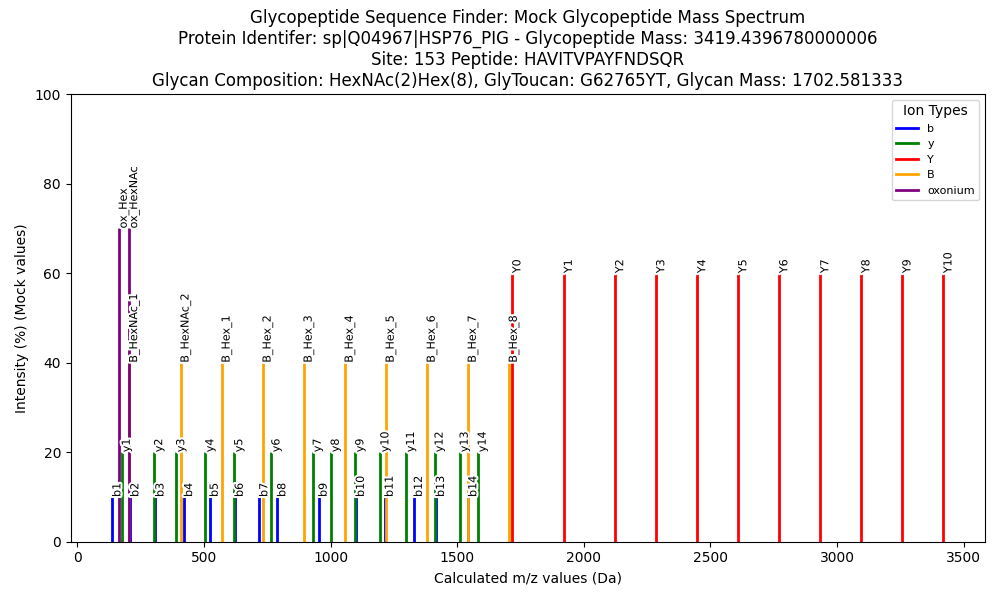 Glycopeptide Sequence Finder: Mock Glycopeptide Mass Spectrum
Protein Identifer: sp|Q04967|HSP76_PIG - Glycopeptide Mass: 3419.4396780000006
Site: 153 Peptide: HAVITVPAYFNDSQR
Glycan Composition: HexNAc(2)Hex(8), GlyToucan: G62765YT, Glycan Mass: 1702.581333
Intensity (%) (Mock values)
100
80
60
40
20
0
Ion Types
b
y
Y
B
oxonium
ox_Hex
ox_HexNAc
Y0
Y1
Y2
Y3
Y4
Y5
Y6
Y7
Y8
Y9
Y10
B_HexNAc_1
B_HexNAc_2
B_Hex_1
B_Hex_2
B_Hex_3
B_Hex_4
B_Hex_5
B_Hex_6
B_Hex_7
B_Hex_8
y1
y2
y3
y4
y5
y6
y7
y8
y9
y10
y11
y12
y13
y14
b1
b2
b3
b4
b5
b6
b7
b8
b9
b10
b11
b12
b13
b14
0
500
1000
1500
2000
2500
3000
3500
Calculated m/z values (Da)